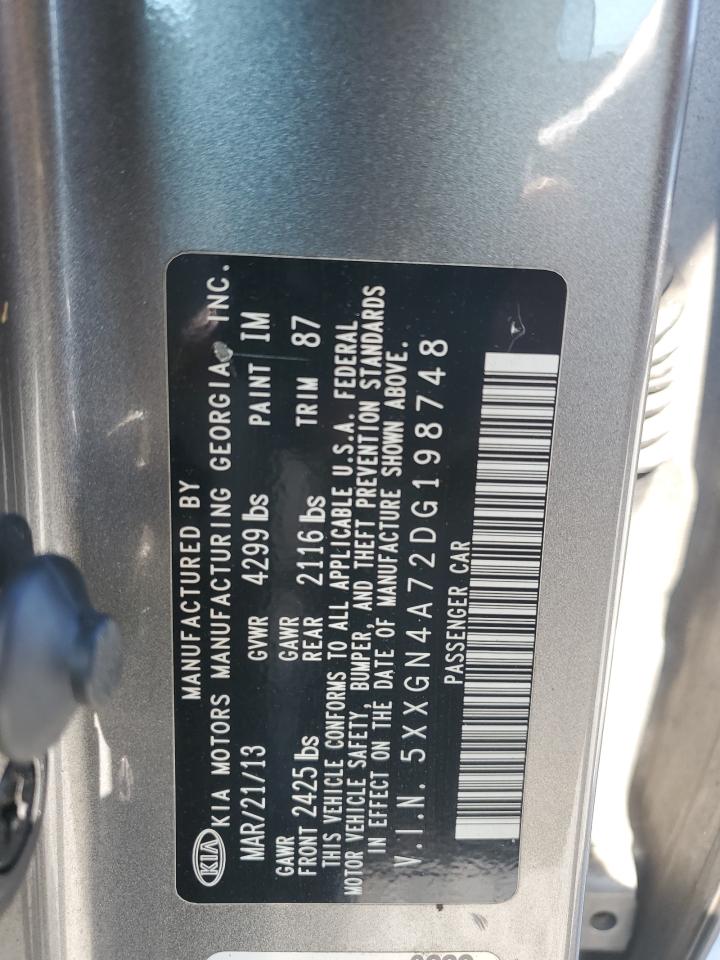 MANUFACTURED BY
KIA KIA MOTORS MANUFACTURING GEORGIA, INC.
MAR/21/13 GVWR 4299 lbs PAINT IM
GAWR FRONT 2425 lbs GAWR REAR 2116 lbs TRIM 87
THIS VEHICLE CONFORMS TO ALL APPLICABLE U.S.A. FEDERAL
MOTOR VEHICLE SAFETY, BUMPER, AND THEFT PREVENTION STANDARDS
IN EFFECT ON THE DATE OF MANUFACTURE SHOWN ABOVE.
V.I.N. 5XXGN4A72DG198748
PASSENGER CAR